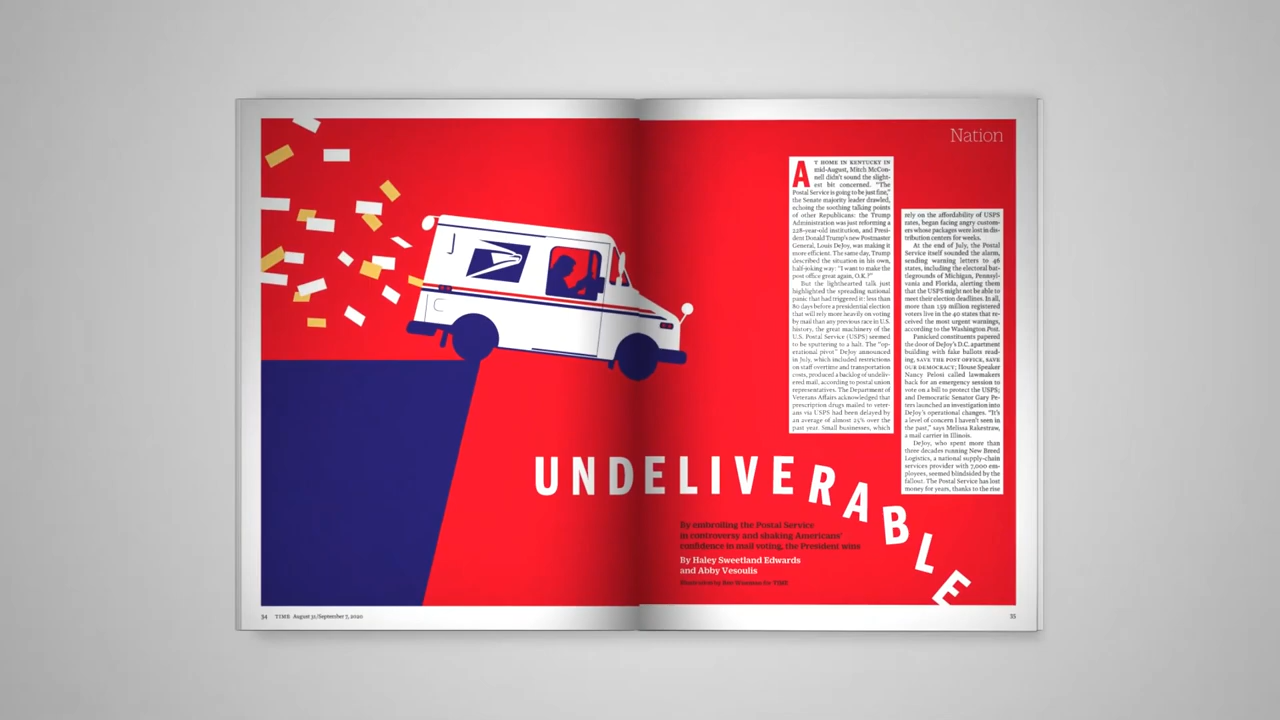 Nation
A T HOME IN KENTUCKY IN
mid-August, Mitch McCon-
nell didn't sound the slight-
est bit concerned. "The
Postal Service is going to be just fine,"
the Senate majority leader drawled,
echoing the soothing talking points
of other Republicans: the Trump
Administration was just reforming a
228-year-old institution, and Presi-
dent Donald Trump's new Postmaster
General, Louis DeJoy, was making it
more efficient. The same day, Trump
described the situation in his own,
half-joking way: "I want to make the
post office great again, O.K.?"
But the lighthearted talk just
highlighted the spreading national
panic that had triggered it: less than
80 days before a presidential election
that will rely more heavily on voting
by mail than any previous race in U.S.
history, the great machinery of the
U.S. Postal Service (USPS) seemed
to be sputtering to a halt. The "op-
erational pivot" DeJoy announced
in July, which included restrictions
on staff overtime and transportation
costs, produced a backlog of undeliv-
ered mail, according to postal union
representatives. The Department of
Veterans Affairs acknowledged that
prescription drugs mailed to veter-
ans via USPS had been delayed by
an average of almost 25% over the
past year. Small businesses, which
rely on the affordability of USPS
rates, began facing angry custom-
ers whose packages were lost in dis-
tribution centers for weeks.
At the end of July, the Postal
Service itself sounded the alarm,
sending warning letters to 46
states, including the electoral bat-
tlegrounds of Michigan, Pennsyl-
vania and Florida, alerting them
that the USPS might not be able to
meet their election deadlines. In all,
more than 159 million registered
voters live in the 40 states that re-
ceived the most urgent warnings,
according to the Washington Post.
Panicked constituents papered
the door of DeJoy's D.C. apartment
building with fake ballots read-
ing, SAVE THE POST OFFICE, SAVE
OUR DEMOCRACY; House Speaker
Nancy Pelosi called lawmakers
back for an emergency session to
vote on a bill to protect the USPS;
and Democratic Senator Gary Pe-
ters launched an investigation into
DeJoy's operational changes. "It's
a level of concern I haven't seen in
the past," says Melissa Rakestraw,
a mail carrier in Illinois.
DeJoy, who spent more than
three decades running New Breed
Logistics, a national supply-chain
services provider with 7,000 em-
ployees, seemed blindsided by the
fallout. The Postal Service has lost
money for years, thanks to the rise
UNDELIVERABLE
By embroiling the Postal Service
in controversy and shaking Americans'
confidence in mail voting, the President wins
By Haley Sweetland Edwards
and Abby Vesoulis
34 TIME August 31/September 7, 2020
35